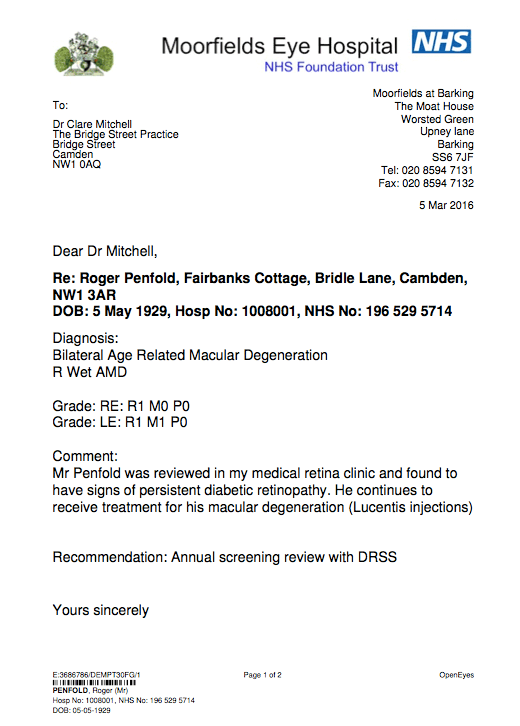 Moorfields Eye Hospital NHS
NHS Foundation Trust
Moorfields at Barking
The Moat House
Worsted Green
Upney lane
Barking
SS6 7JF
Tel: 020 8594 7131
Fax: 020 8594 7132
5 Mar 2016
To:
Dr Clare Mitchell
The Bridge Street Practice
Bridge Street
Camden
NW1 0AQ
Dear Dr Mitchell,
Re: Roger Penfold, Fairbanks Cottage, Bridle Lane, Cambden,
NW1 3AR
DOB: 5 May 1929, Hosp No: 1008001, NHS No: 196 529 5714
Diagnosis:
Bilateral Age Related Macular Degeneration
R Wet AMD
Grade: RE: R1 M0 P0
Grade: LE: R1 M1 P0
Comment:
Mr Penfold was reviewed in my medical retina clinic and found to
have signs of persistent diabetic retinopathy. He continues to
receive treatment for his macular degeneration (Lucentis injections)
Recommendation: Annual screening review with DRSS
Yours sincerely
E:3686786/DEMPT30FG/1 Page 1 of 2 OpenEyes
PENFOLD, Roger (Mr)
Hosp No: 1008001, NHS No: 196 529 5714
DOB: 05-05-1929